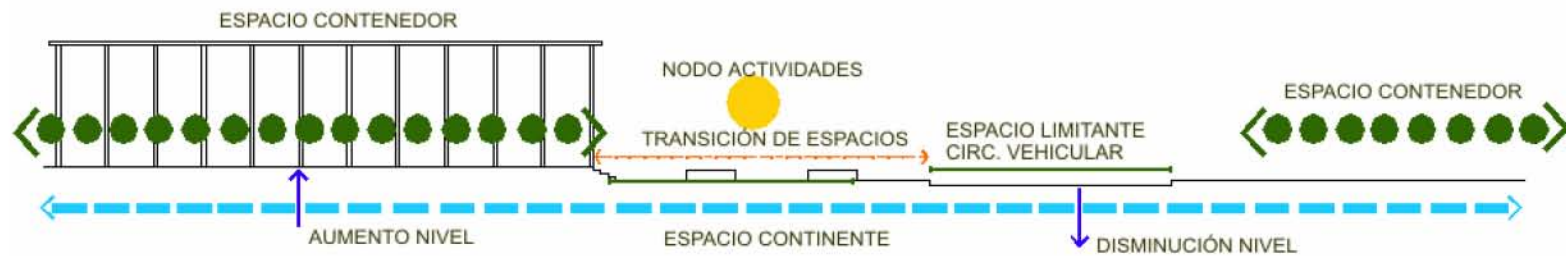 ESPACIO CONTENEDOR
NODO ACTIVIDADES
ESPACIO CONTENEDOR
TRANSICIÓN DE ESPACIOS
ESPACIO LIMITANTE
CIRC. VEHICULAR
AUMENTO NIVEL
ESPACIO CONTINENTE
DISMINUCIÓN NIVEL